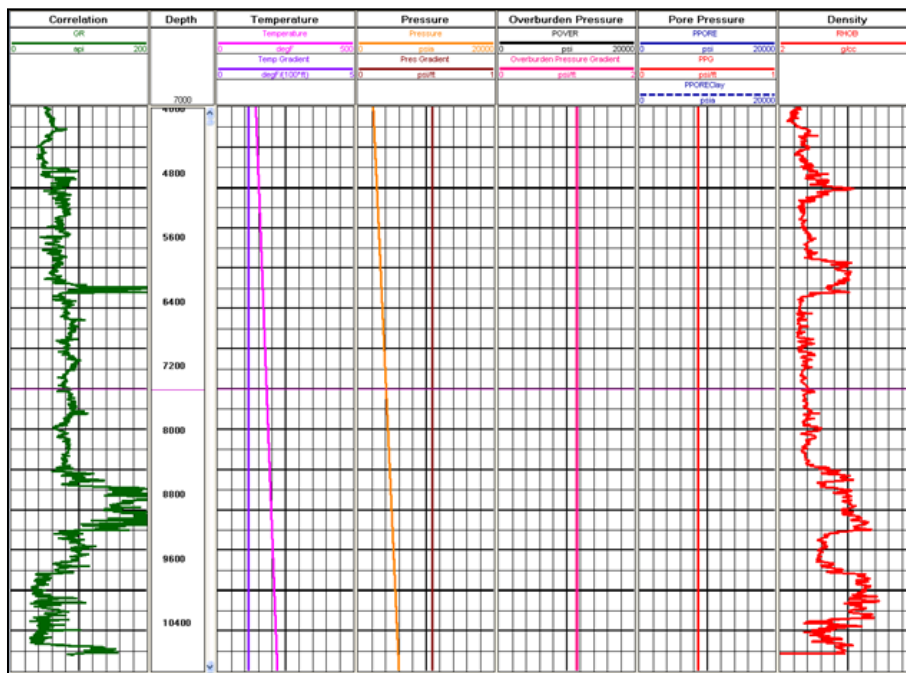 Correlation Depth Temperature Pressure Overburden Pressure Pore Pressure Density
GR Temperature Pressure POVER PPORE RHOB
0 api 200 0 degF 500 0 psia 20000 0 psi 20000 0 psi 20000 2 g/cc
Temp Gradient Pres Gradient Overburden Pressure Gradient PPG
0 degF/(100*ft) 5 0 psi/ft 1 0 psi/ft 2 0 psi/ft 1
PPOREClay
7000 0 psia 20000
4000
4800
5600
6400
7200
8000
8800
9600
10400